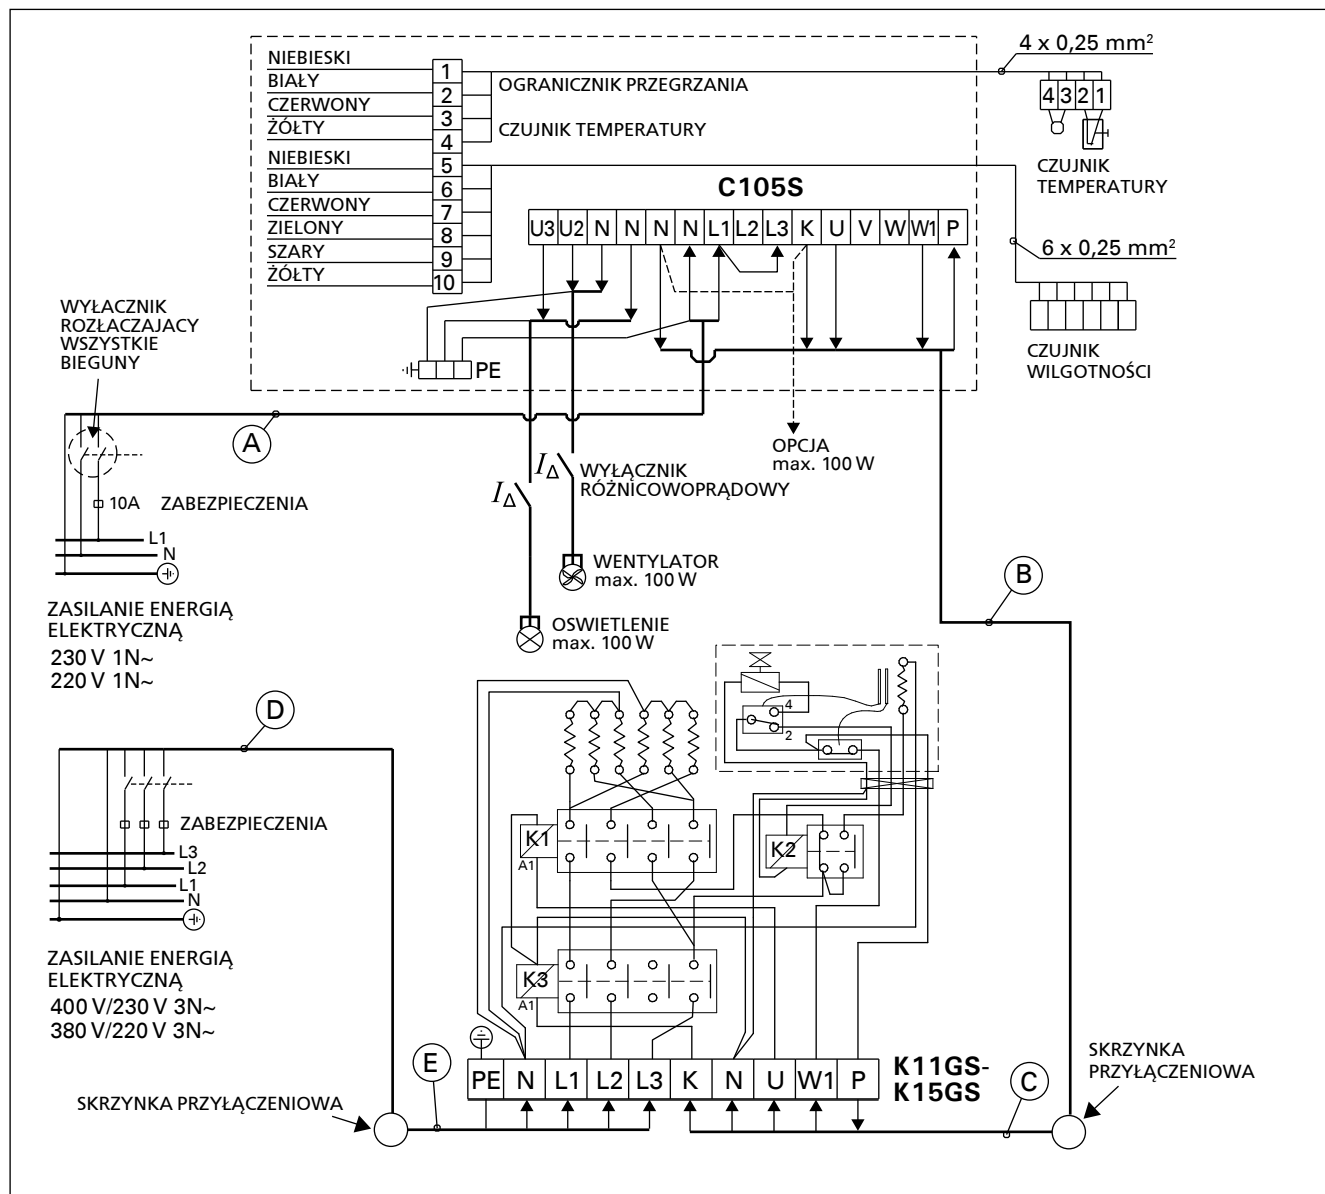 NIEBIESKI
BIAŁY
CZERWONY
ŻÓŁTY
NIEBIESKI
BIAŁY
CZERWONY
ZIELONY
SZARY
ŻÓŁTY
1
2
3
4
5
6
7
8
9
10
OGRANICZNIK PRZEGRZANIA
CZUJNIK TEMPERATURY
4 x 0,25 mm²
4 3 2 1
CZUJNIK
TEMPERATURY
C105S
U3 U2 N N N N L1 L2 L3 K U V W W1 P
6 x 0,25 mm²
CZUJNIK
WILGOTNOŚCI
WYŁACZNIK
ROZŁACZAJACY
WSZYSTKIE
BIEGUNY
PE
A
OPCJA
max. 100 W
I∆
WYŁĄCZNIK
RÓŻNICOWOPRĄDOWY
I∆
10A
ZABEZPIECZENIA
L1
N
WENTYLATOR
max. 100 W
OSWIETLENIE
max. 100 W
B
ZASILANIE ENERGIĄ
ELEKTRYCZNĄ
230 V 1N~
220 V 1N~
D
4
2
ZABEZPIECZENIA
L3
L2
L1
N
K1
A1
K2
K3
A1
ZASILANIE ENERGIĄ
ELEKTRYCZNĄ
400 V/230 V 3N~
380 V/220 V 3N~
PE N L1 L2 L3 K N U W1 P
K11GS-
K15GS
E
C
SKRZYNKA PRZYŁĄCZENIOWA
SKRZYNKA
PRZYŁĄCZENIOWA